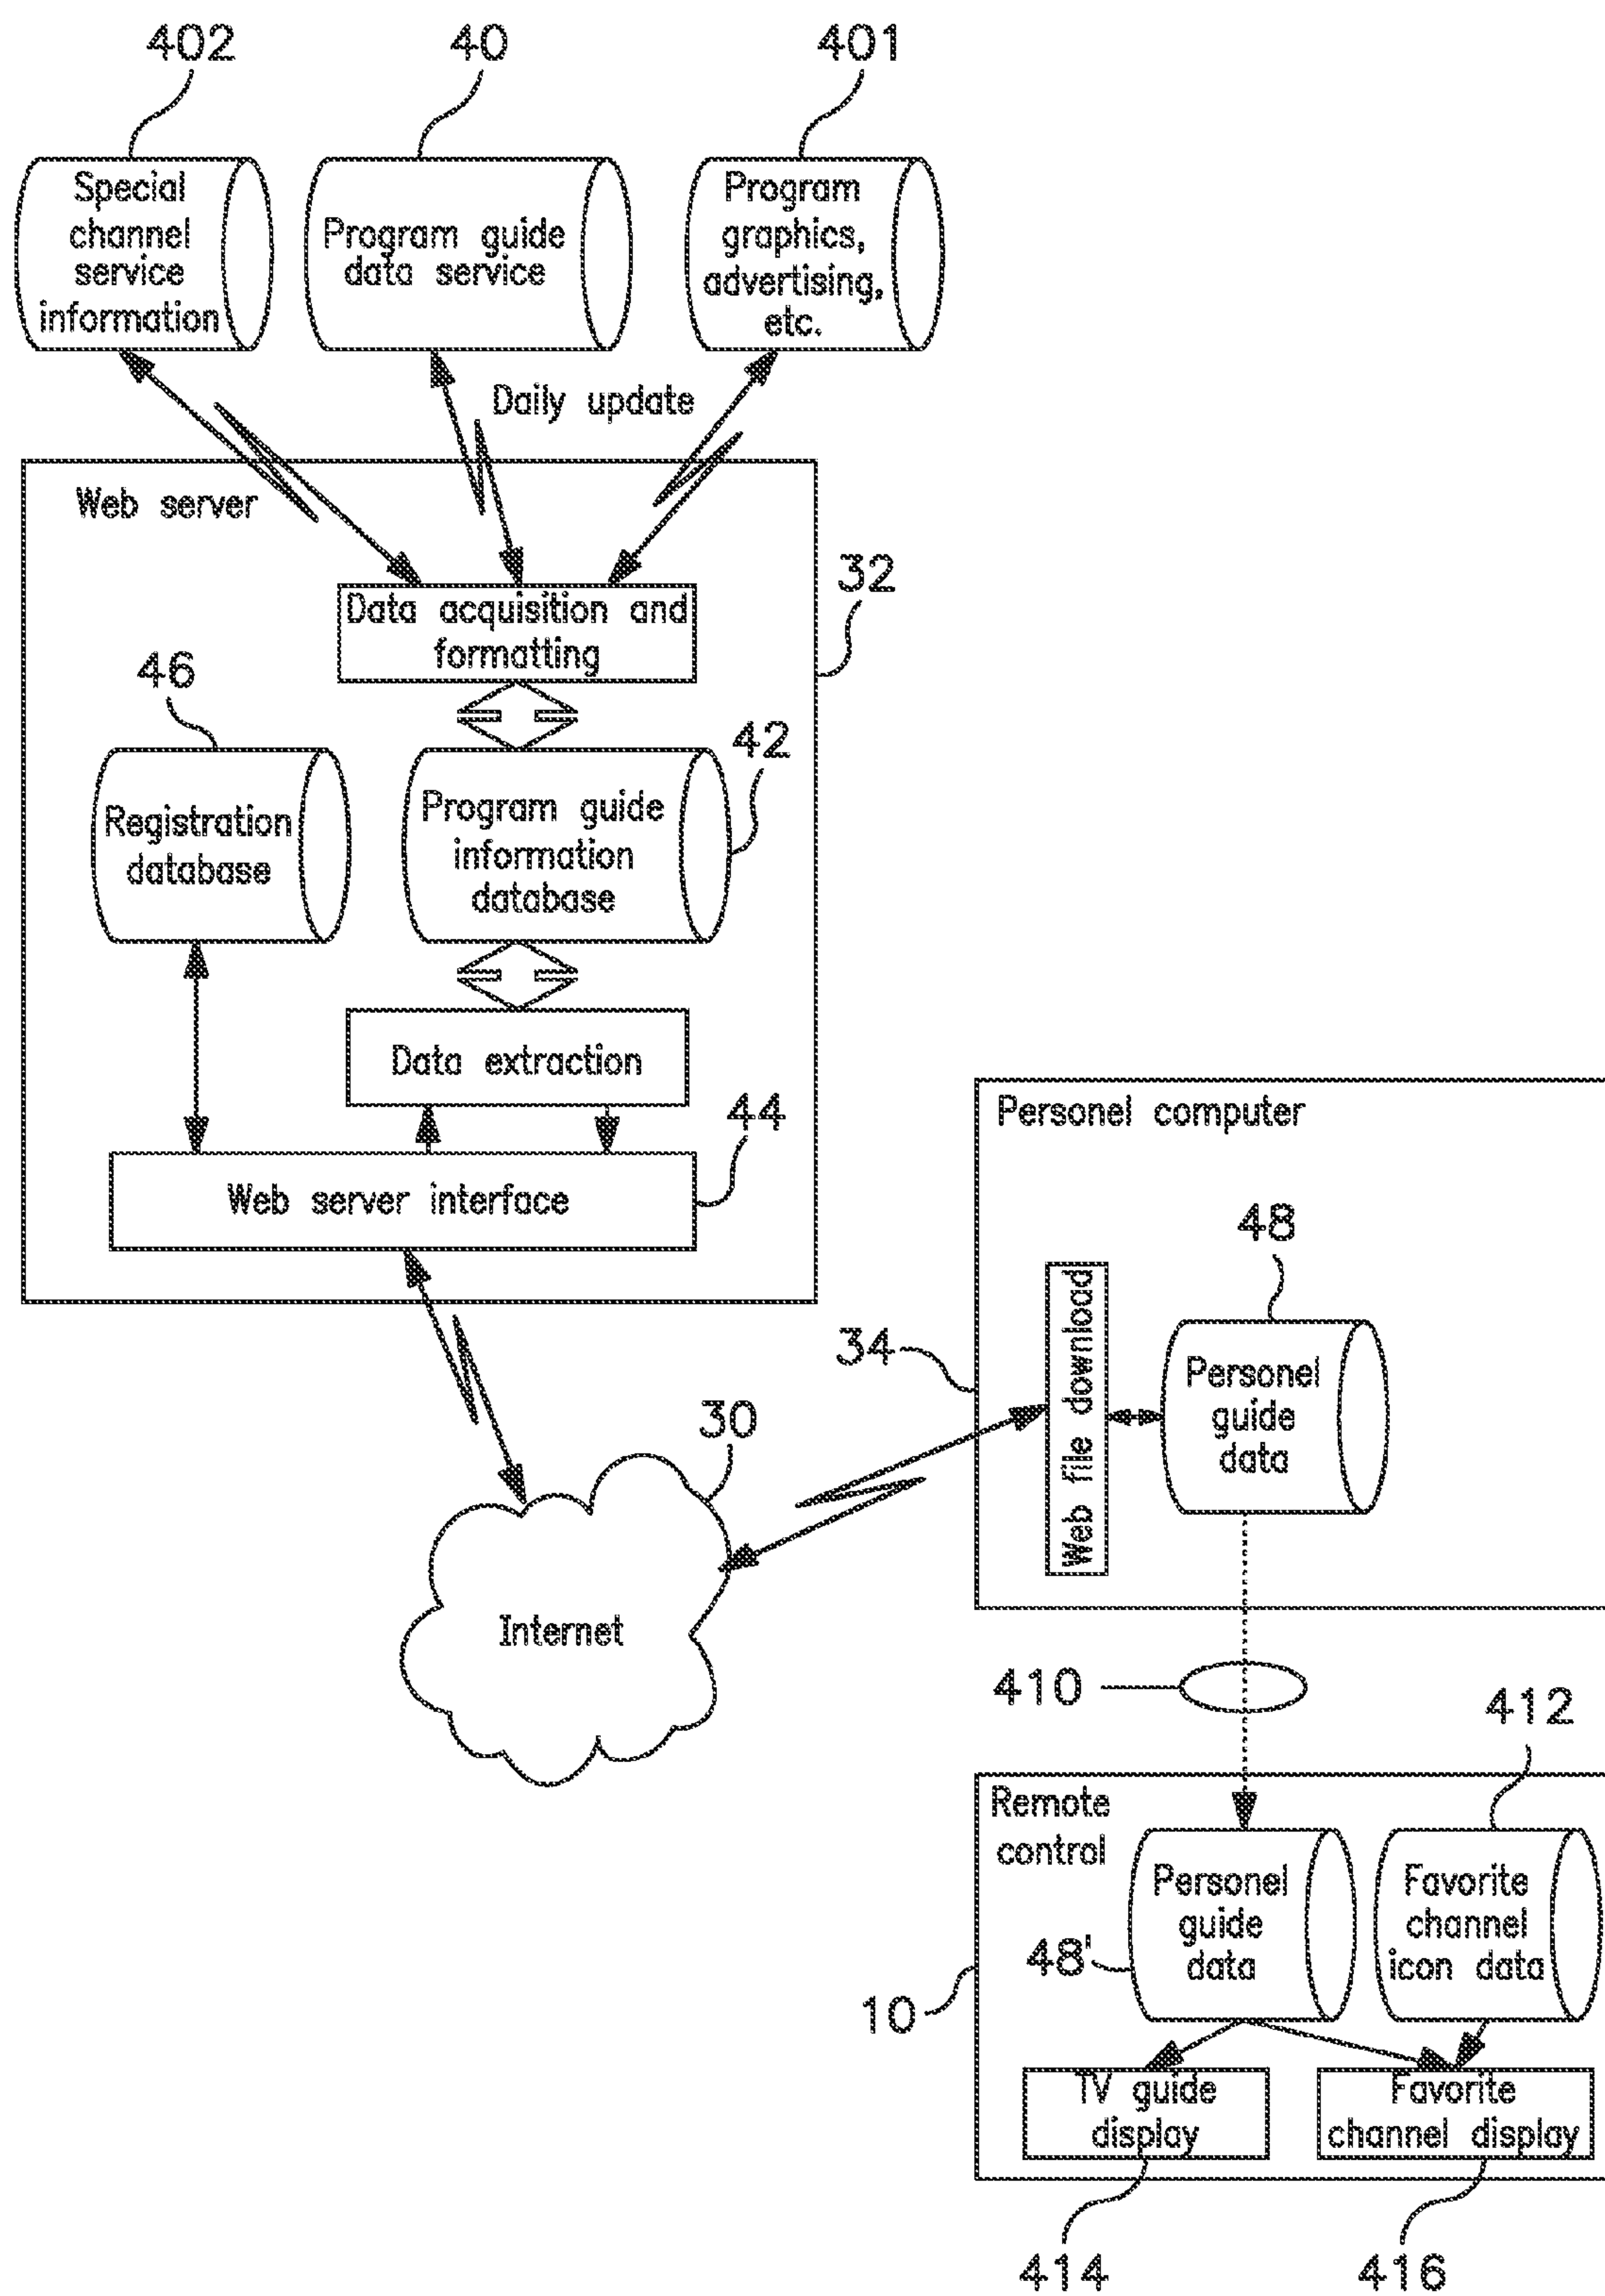 402
40
401
Special
channel
service
information
Program guide
data service
Program
graphics,
advertising,
etc.
Daily update
Web server
32
Data acquisition and
formatting
46
42
Registration
database
Program guide
information
database
Data extraction
44
Web server interface
Personel computer
48
34
Web file download
Personel
guide
data
30
Internet
410
412
Remote
control
Personel
guide
data
Favorite
channel
icon data
48'
10
TV guide
display
Favorite
channel display
414
416